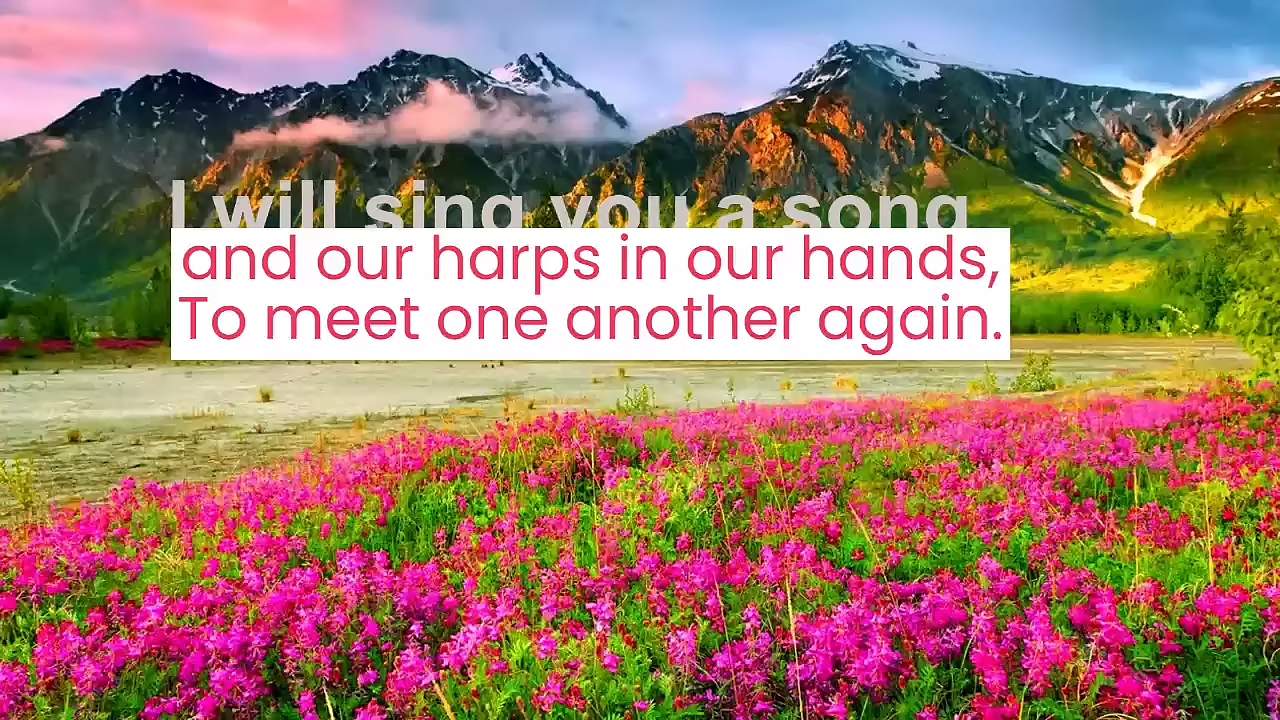 I will sing you a song
and our harps in our hands,
To meet one another again.